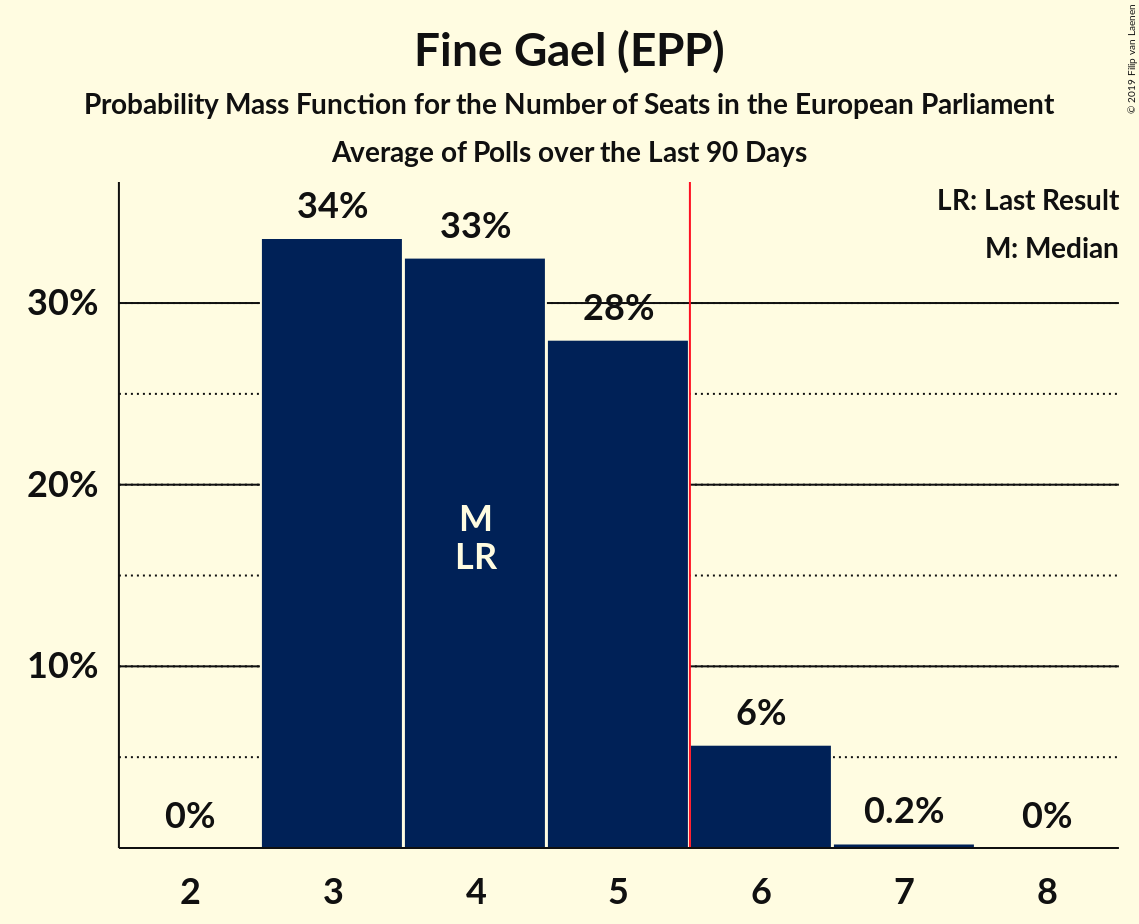 Fine Gael (EPP)
Probability Mass Function for the Number of Seats in the European Parliament
Average of Polls over the Last 90 Days
© 2019 Filip van Laenen
LR: Last Result
M: Median
34%
33%
28%
6%
0.2%
0%
0%
30%
20%
10%
M
LR
2 3 4 5 6 7 8